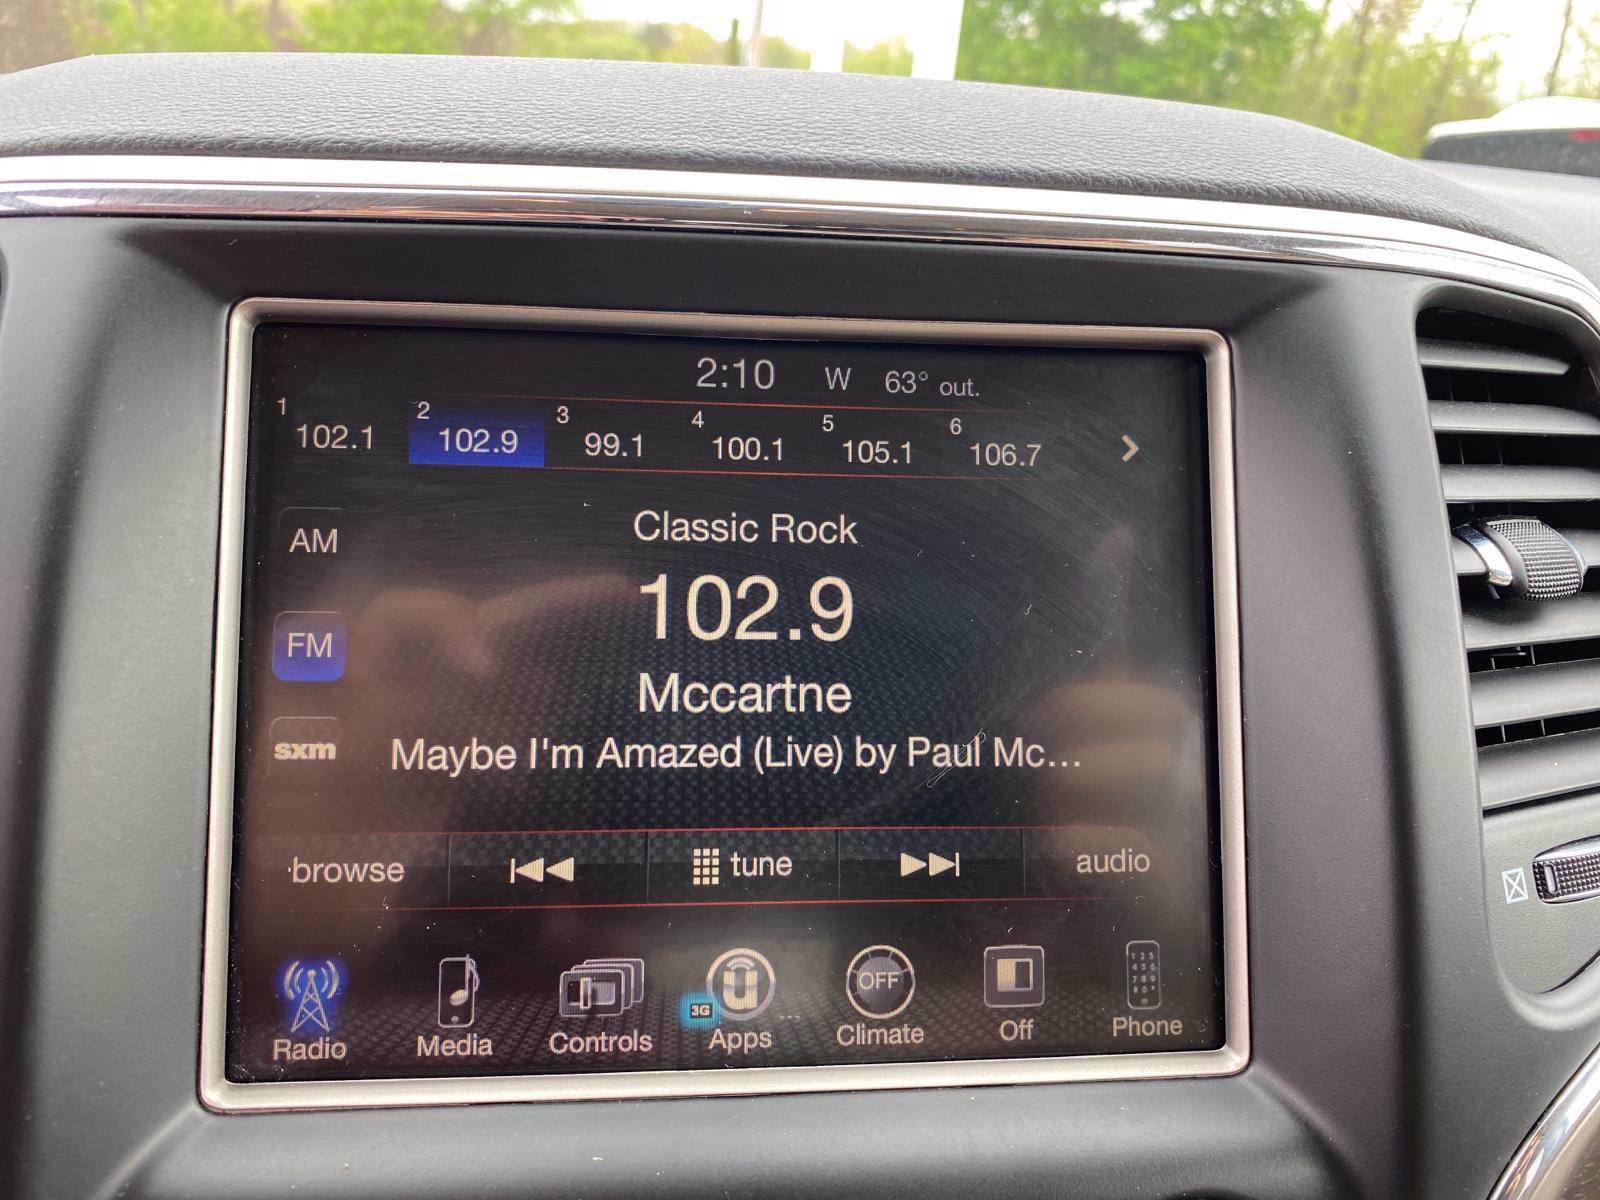 2:10 W 63° out.
1 102.1 2 102.9 3 99.1 4 100.1 5 105.1 6 106.7
AM
Classic Rock
102.9
FM
Mccartne
sxm
Maybe I'm Amazed (Live) by Paul Mc...
browse tune audio
3G OFF
Radio Media Controls Apps ... Climate Off Phone